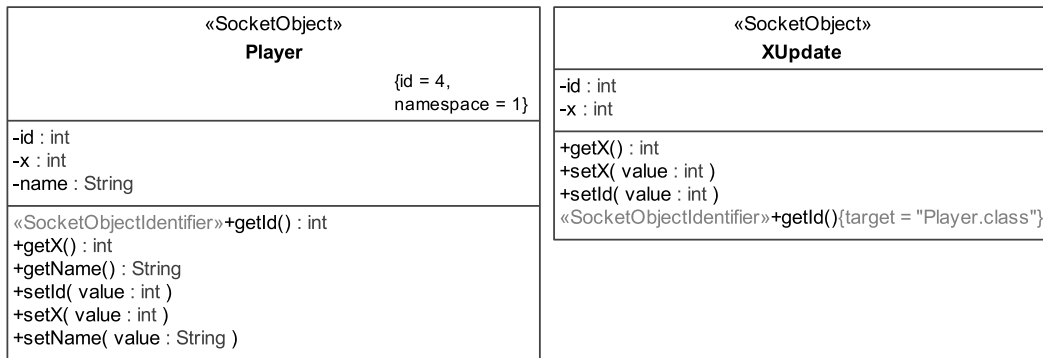 «SocketObject»
Player
{id = 4,
namespace = 1}
-id : int
-x : int
-name : String
«SocketObjectIdentifier»+getId() : int
+getX() : int
+getName() : String
+setId( value : int )
+setX( value : int )
+setName( value : String )
«SocketObject»
XUpdate
-id : int
-x : int
+getX() : int
+setX( value : int )
+setId( value : int )
«SocketObjectIdentifier»+getId(){target = "Player.class"}